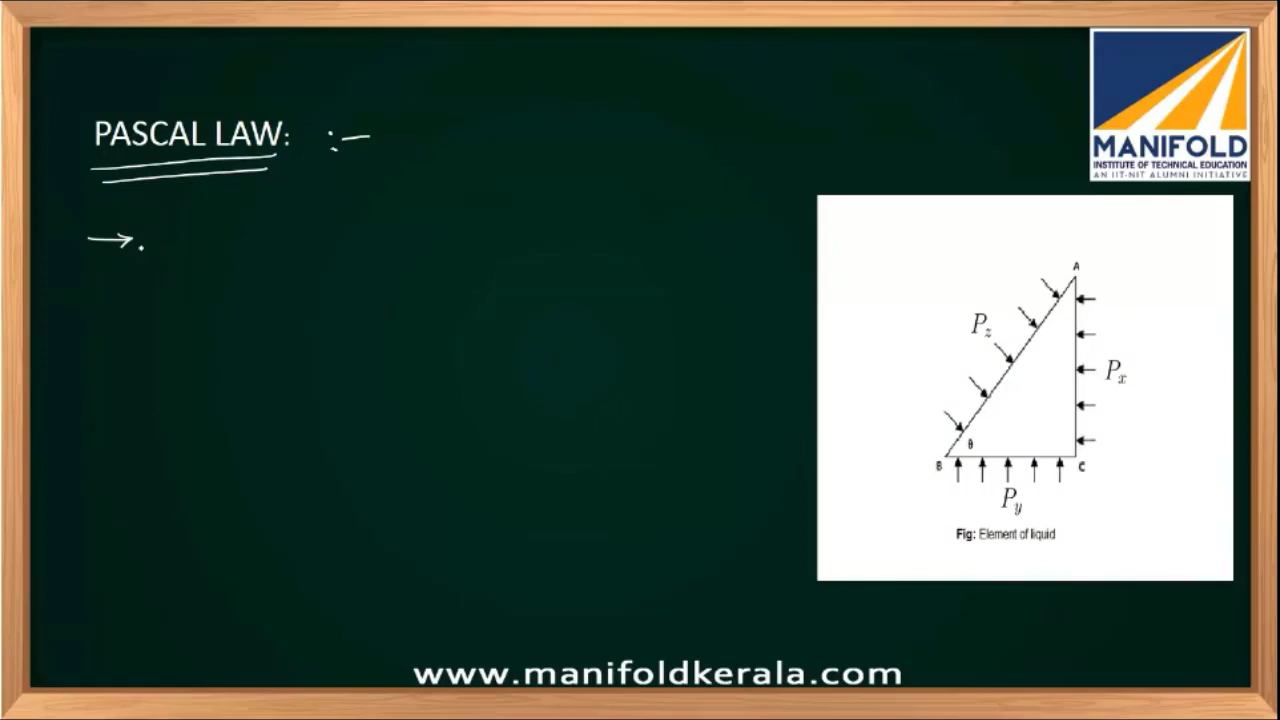 PASCAL LAW: :-
→.
MANIFOLD
INSTITUTE OF TECHNICAL EDUCATION
AN IIT-NIT ALUMNI INITIATIVE
A
P_z
P_x
θ
B
C
P_y
Fig: Element of liquid
www.manifoldkerala.com